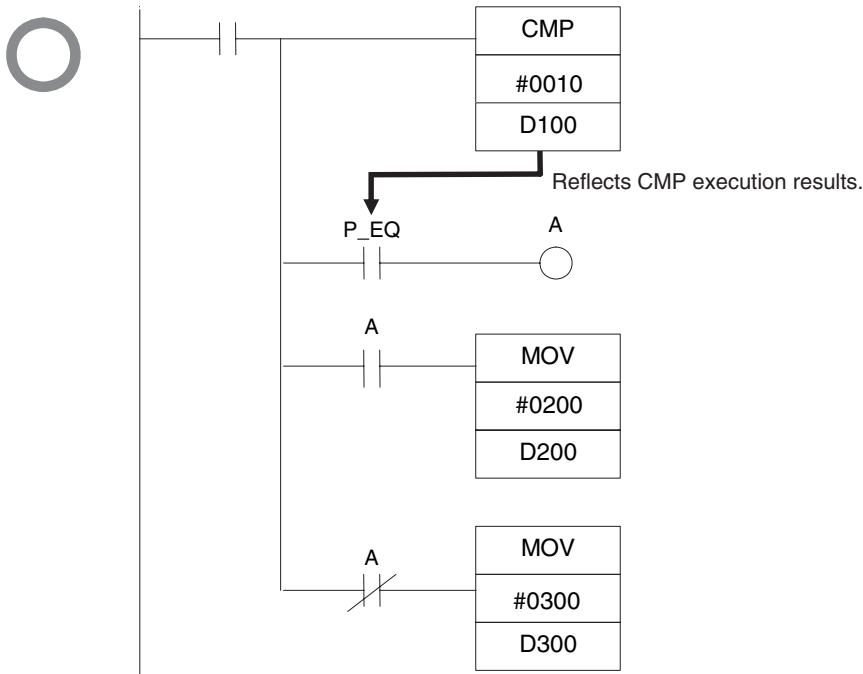 CMP
#0010
D100
Reflects CMP execution results.
P_EQ
A
A
MOV
#0200
D200
A
MOV
#0300
D300